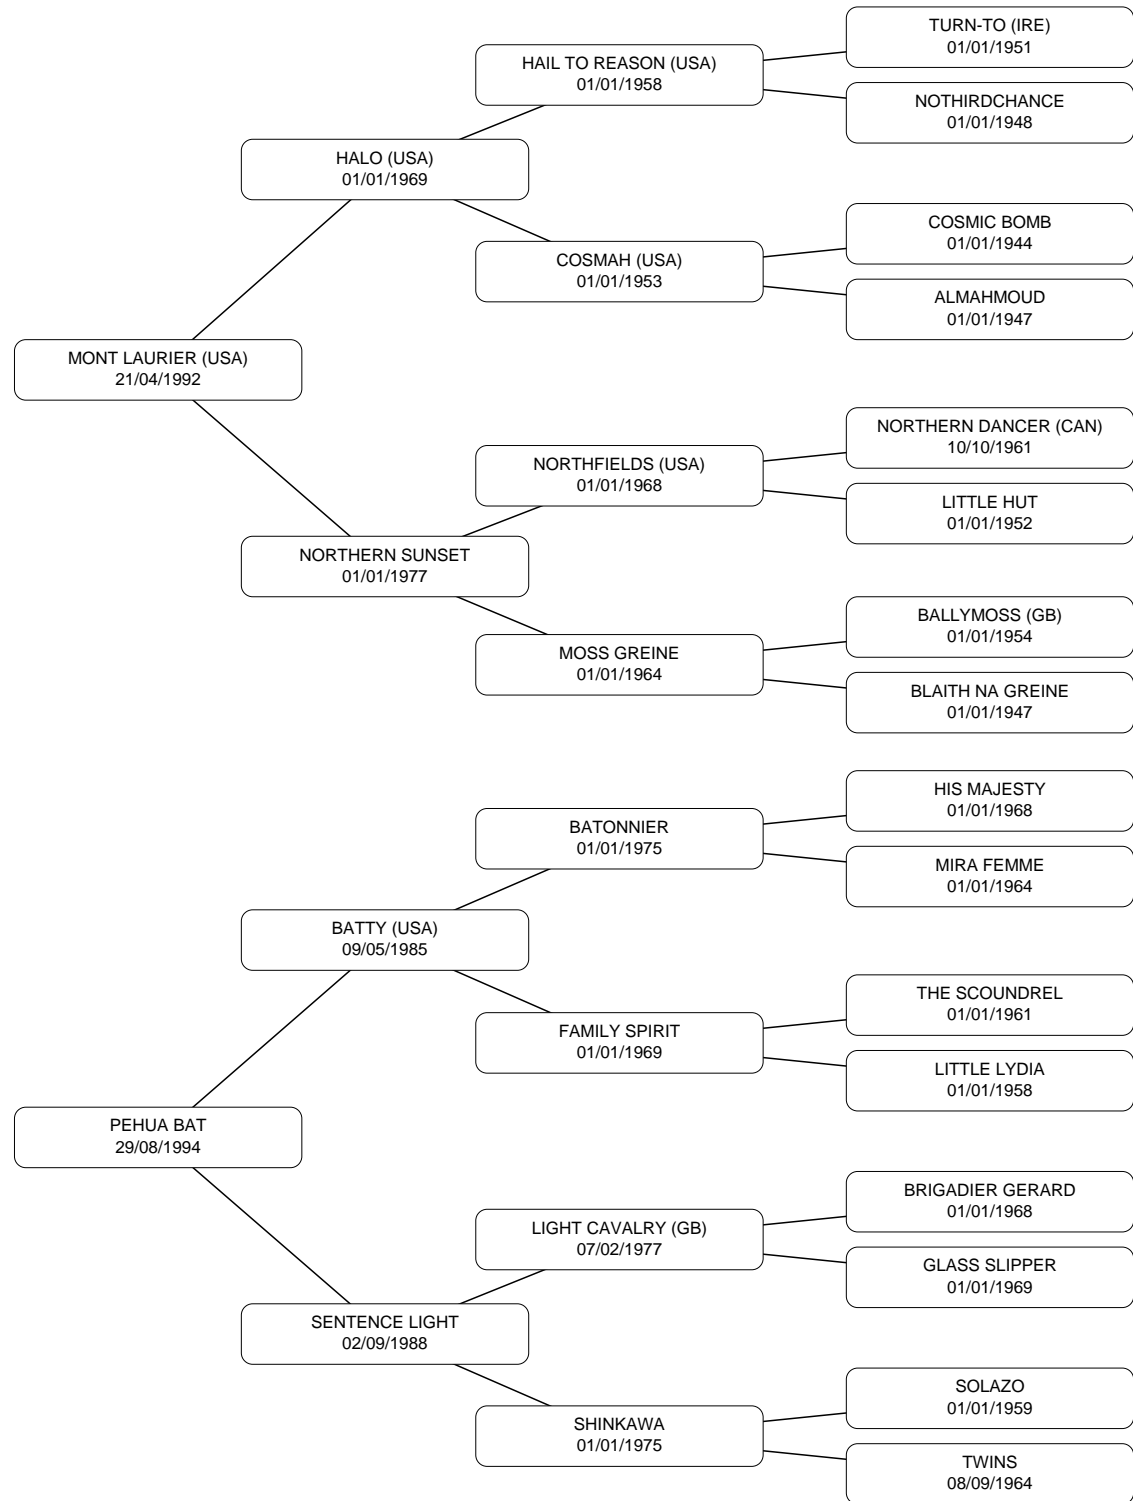 TURN-TO (IRE)
01/01/1951
HAIL TO REASON (USA)
01/01/1958
NOTHIRDCHANCE
01/01/1948
HALO (USA)
01/01/1969
COSMIC BOMB
01/01/1944
COSMAH (USA)
01/01/1953
ALMAHMOUD
01/01/1947
MONT LAURIER (USA)
21/04/1992
NORTHERN DANCER (CAN)
10/10/1961
NORTHFIELDS (USA)
01/01/1968
LITTLE HUT
01/01/1952
NORTHERN SUNSET
01/01/1977
BALLYMOSS (GB)
01/01/1954
MOSS GREINE
01/01/1964
BLAITH NA GREINE
01/01/1947
HIS MAJESTY
01/01/1968
BATONNIER
01/01/1975
MIRA FEMME
01/01/1964
BATTY (USA)
09/05/1985
THE SCOUNDREL
01/01/1961
FAMILY SPIRIT
01/01/1969
LITTLE LYDIA
01/01/1958
PEHUA BAT
29/08/1994
BRIGADIER GERARD
01/01/1968
LIGHT CAVALRY (GB)
07/02/1977
GLASS SLIPPER
01/01/1969
SENTENCE LIGHT
02/09/1988
SOLAZO
01/01/1959
SHINKAWA
01/01/1975
TWINS
08/09/1964